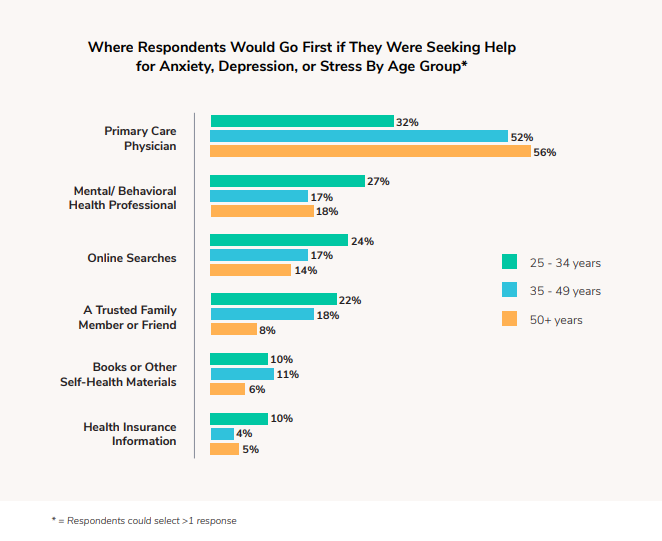 Where Respondents Would Go First if They Were Seeking Help
for Anxiety, Depression, or Stress By Age Group*
Primary Care
Physician
32%
52%
56%
Mental/ Behavioral
Health Professional
27%
17%
18%
Online Searches
24%
17%
14%
A Trusted Family
Member or Friend
22%
18%
8%
Books or Other
Self-Health Materials
10%
11%
6%
Health Insurance
Information
10%
4%
5%
25 - 34 years
35 - 49 years
50+ years
* = Respondents could select >1 response